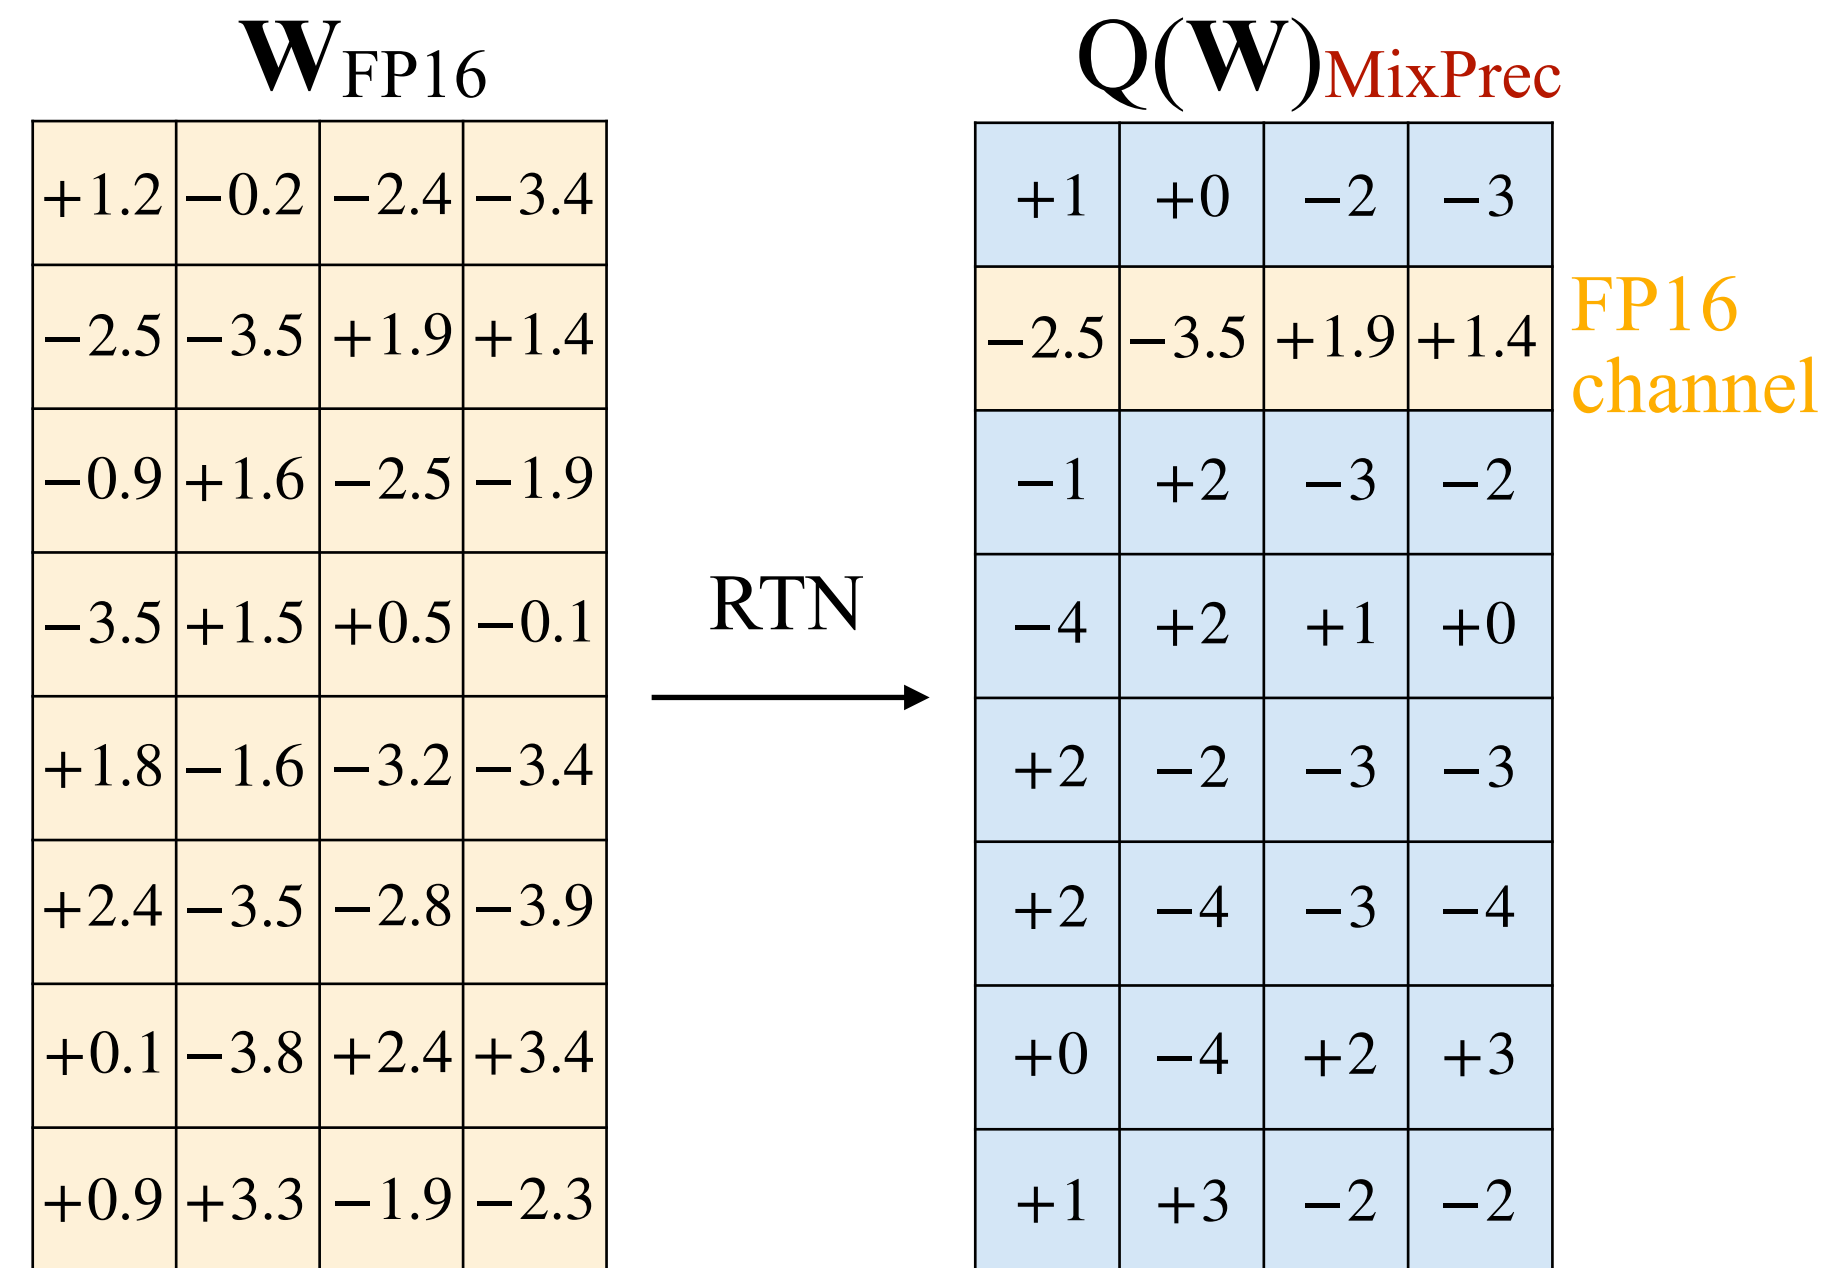 W_FP16 Q(W)_MixPrec
+1.2 −0.2 −2.4 −3.4 +1 +0 −2 −3
−2.5 −3.5 +1.9 +1.4 −2.5 −3.5 +1.9 +1.4 FP16
channel
−0.9 +1.6 −2.5 −1.9 −1 +2 −3 −2
−3.5 +1.5 +0.5 −0.1 −4 +2 +1 +0
RTN
+1.8 −1.6 −3.2 −3.4 +2 −2 −3 −3
+2.4 −3.5 −2.8 −3.9 +2 −4 −3 −4
+0.1 −3.8 +2.4 +3.4 +0 −4 +2 +3
+0.9 +3.3 −1.9 −2.3 +1 +3 −2 −2